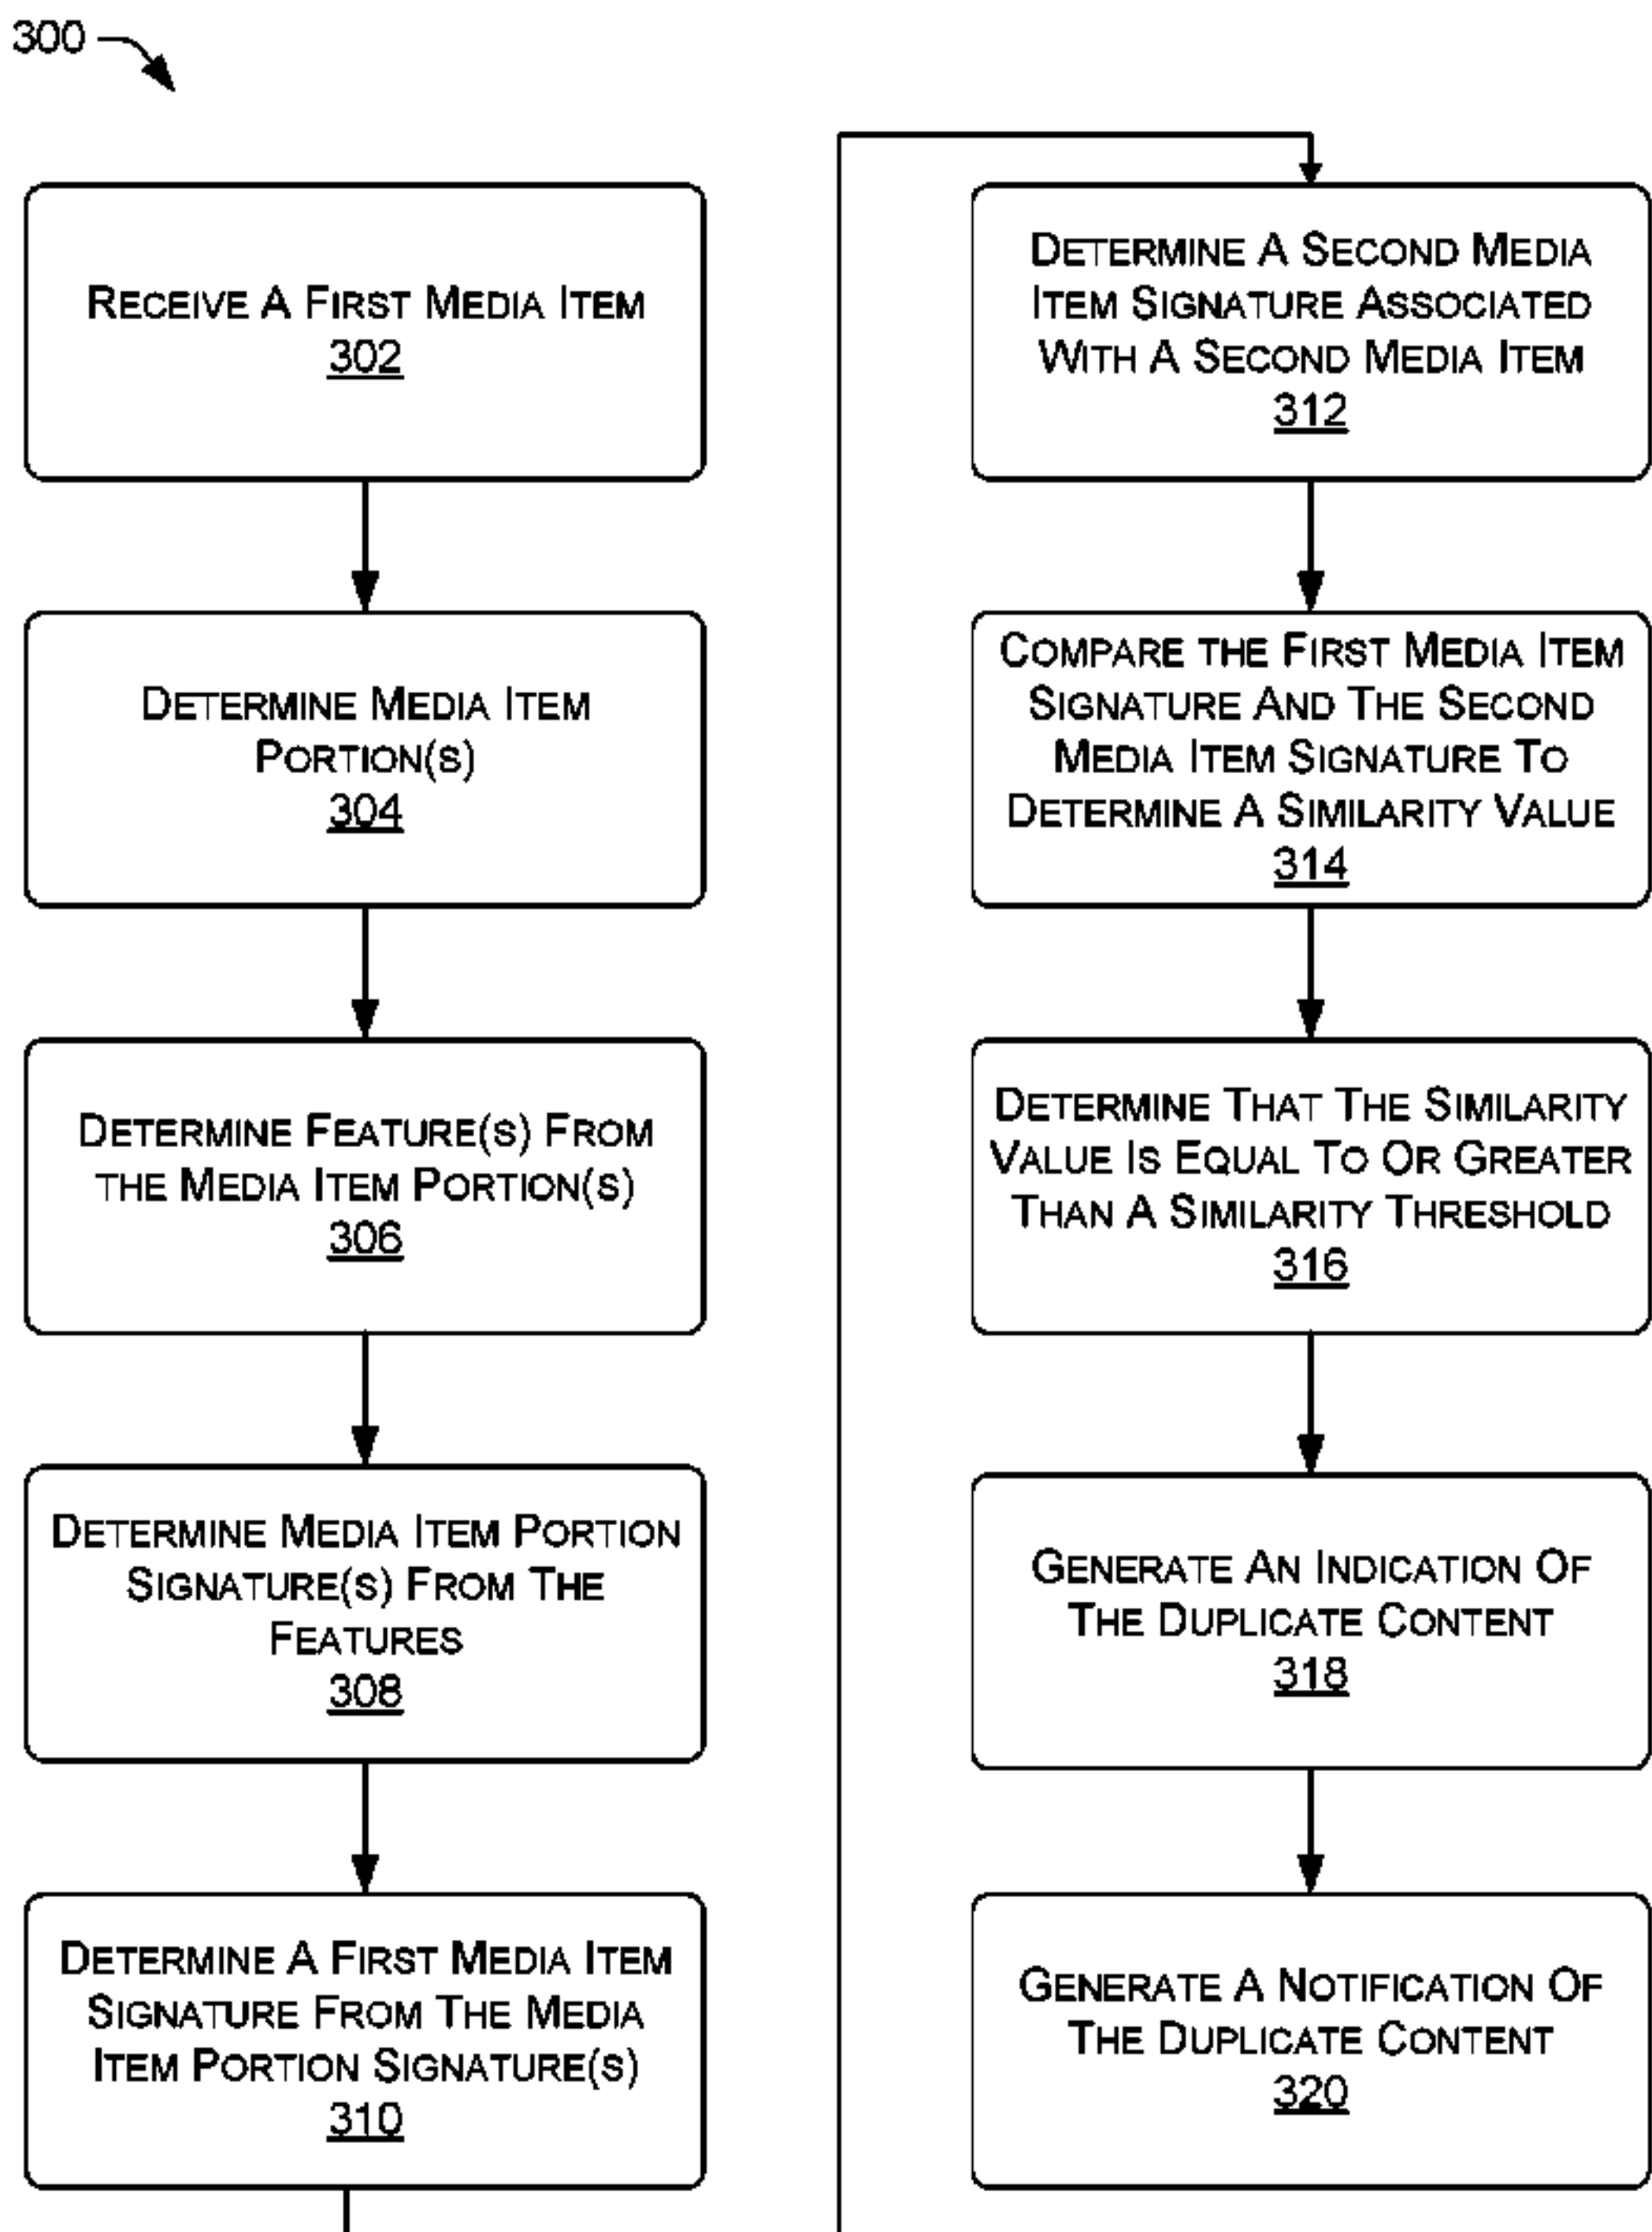 300
RECEIVE A FIRST MEDIA ITEM
302
DETERMINE MEDIA ITEM
PORTION(S)
304
DETERMINE FEATURE(S) FROM
THE MEDIA ITEM PORTION(S)
306
DETERMINE MEDIA ITEM PORTION
SIGNATURE(S) FROM THE
FEATURES
308
DETERMINE A FIRST MEDIA ITEM
SIGNATURE FROM THE MEDIA
ITEM PORTION SIGNATURE(S)
310
DETERMINE A SECOND MEDIA
ITEM SIGNATURE ASSOCIATED
WITH A SECOND MEDIA ITEM
312
COMPARE THE FIRST MEDIA ITEM
SIGNATURE AND THE SECOND
MEDIA ITEM SIGNATURE TO
DETERMINE A SIMILARITY VALUE
314
DETERMINE THAT THE SIMILARITY
VALUE IS EQUAL TO OR GREATER
THAN A SIMILARITY THRESHOLD
316
GENERATE AN INDICATION OF
THE DUPLICATE CONTENT
318
GENERATE A NOTIFICATION OF
THE DUPLICATE CONTENT
320